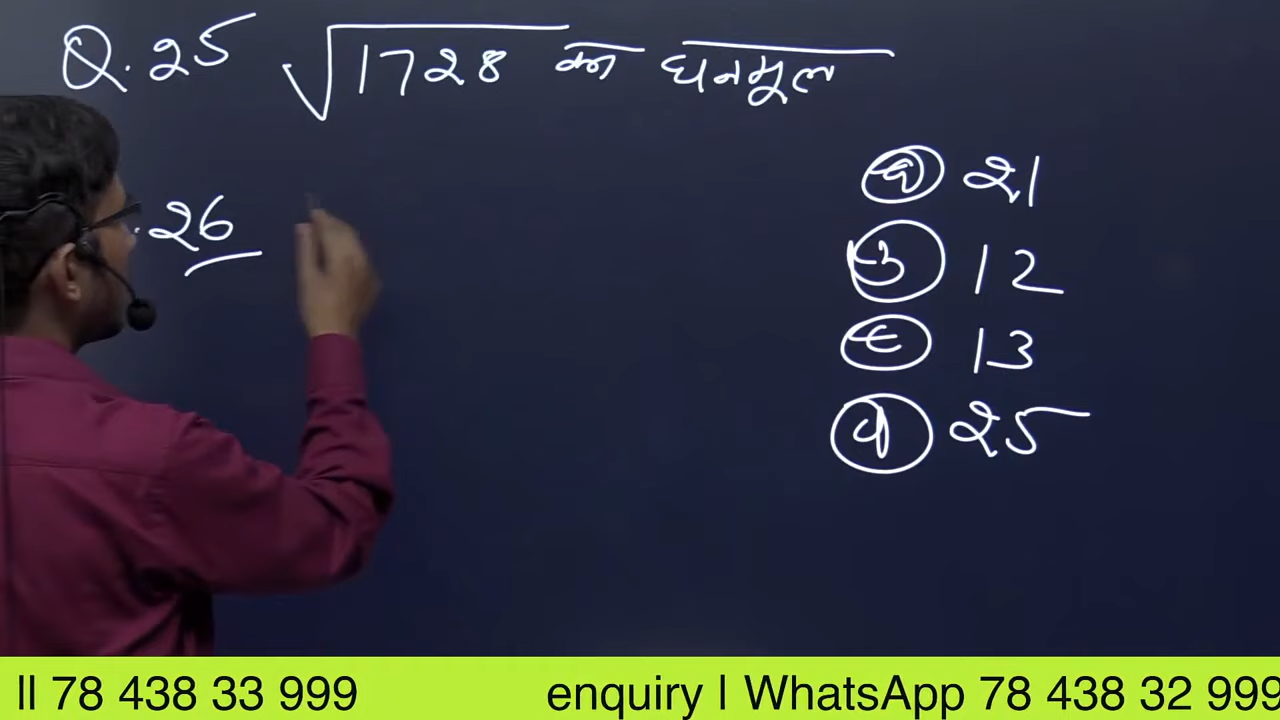 Q. 25 √1728 का घनमूल
a 21
b 12
c 13
d 25
. 26
ll 78 438 33 999 enquiry l WhatsApp 78 438 32 999